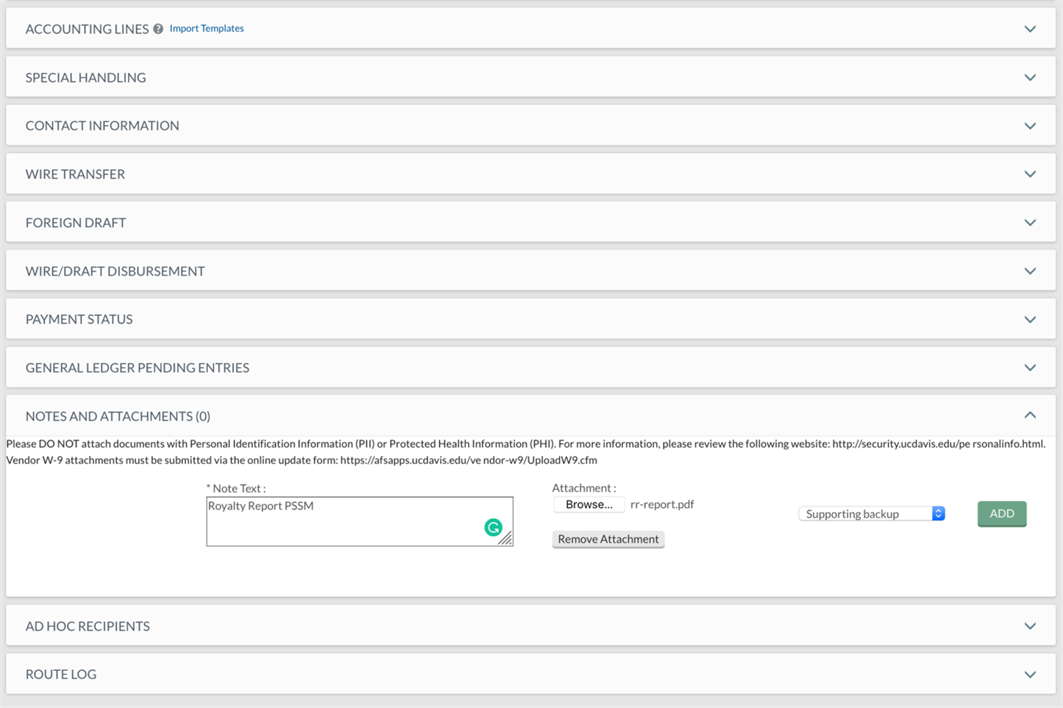 ACCOUNTING LINES ? Import Templates
SPECIAL HANDLING
CONTACT INFORMATION
WIRE TRANSFER
FOREIGN DRAFT
WIRE/DRAFT DISBURSEMENT
PAYMENT STATUS
GENERAL LEDGER PENDING ENTRIES
NOTES AND ATTACHMENTS (0)
Please DO NOT attach documents with Personal Identification Information (PII) or Protected Health Information (PHI). For more information, please review the following website: http://security.ucdavis.edu/pe rsonalinfo.html.
Vendor W-9 attachments must be submitted via the online update form: https://afsapps.ucdavis.edu/ve ndor-w9/UploadW9.cfm
* Note Text :
Royalty Report PSSM
Attachment :
Browse... rr-report.pdf
Remove Attachment
Supporting backup
ADD
AD HOC RECIPIENTS
ROUTE LOG